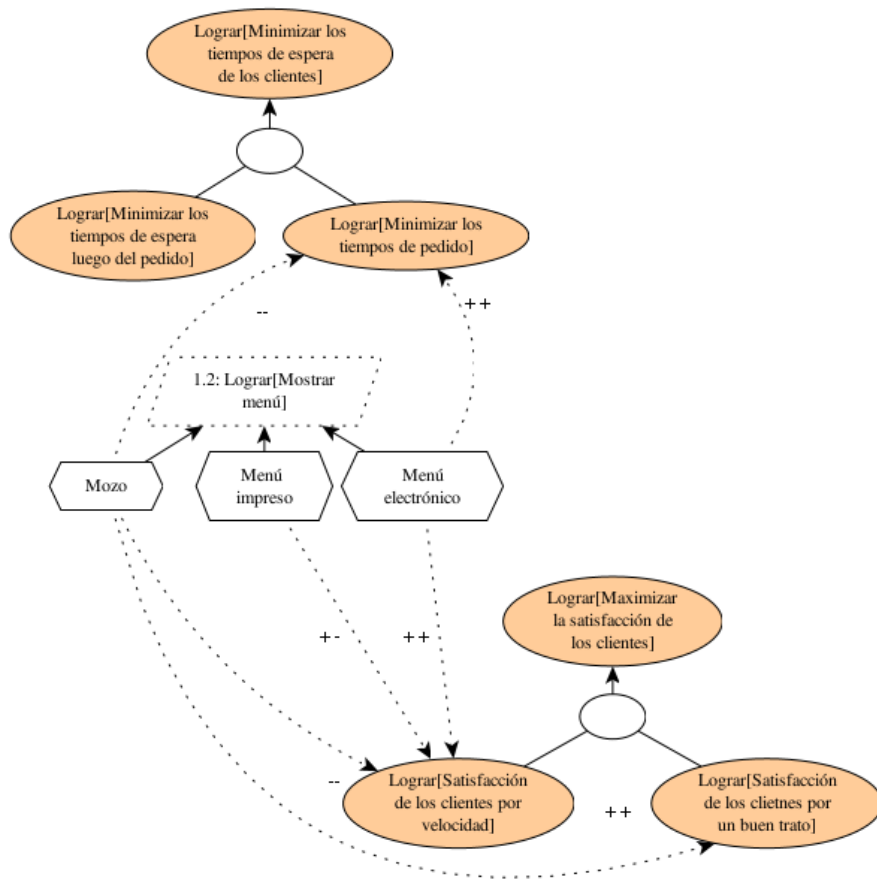 Lograr[Minimizar los
tiempos de espera
de los clientes]
Lograr[Minimizar los
tiempos de espera
luego del pedido]
Lograr[Minimizar los
tiempos de pedido]
--
++
1.2: Lograr[Mostrar
menú]
Mozo
Menú
impreso
Menú
electrónico
Lograr[Maximizar
la satisfacción de
los clientes]
+-
++
--
Lograr[Satisfacción
de los clientes por
velocidad]
++
Lograr[Satisfacción
de los clietnes por
un buen trato]